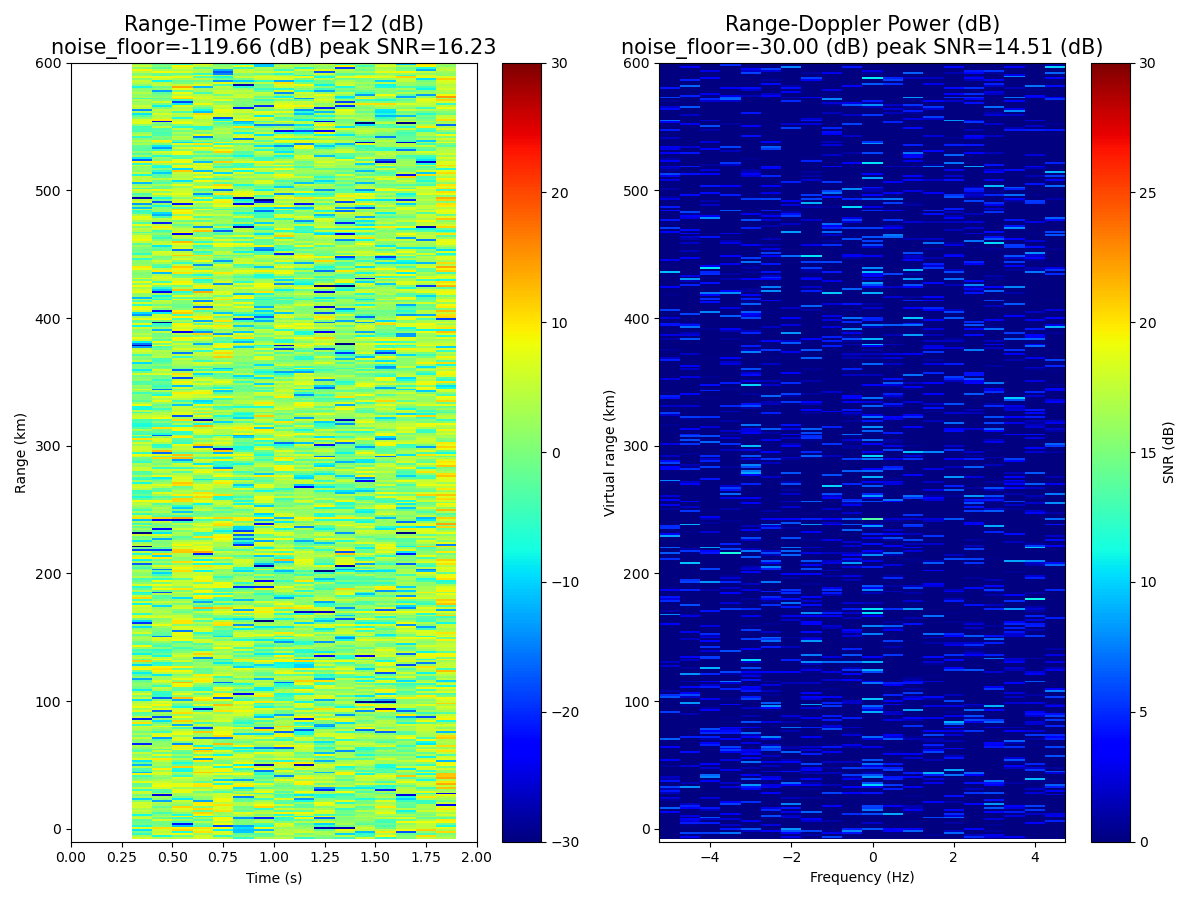 Range-Time Power f=12 (dB)
noise_floor=-119.66 (dB) peak SNR=16.23
Range-Doppler Power (dB)
noise_floor=-30.00 (dB) peak SNR=14.51 (dB)
600
500
400
300
200
100
0
Range (km)
0.00 0.25 0.50 0.75 1.00 1.25 1.50 1.75 2.00
Time (s)
30
20
10
0
−10
−20
−30
600
500
400
300
200
100
0
Virtual range (km)
−4 −2 0 2 4
Frequency (Hz)
30
25
20
15
10
5
0
SNR (dB)